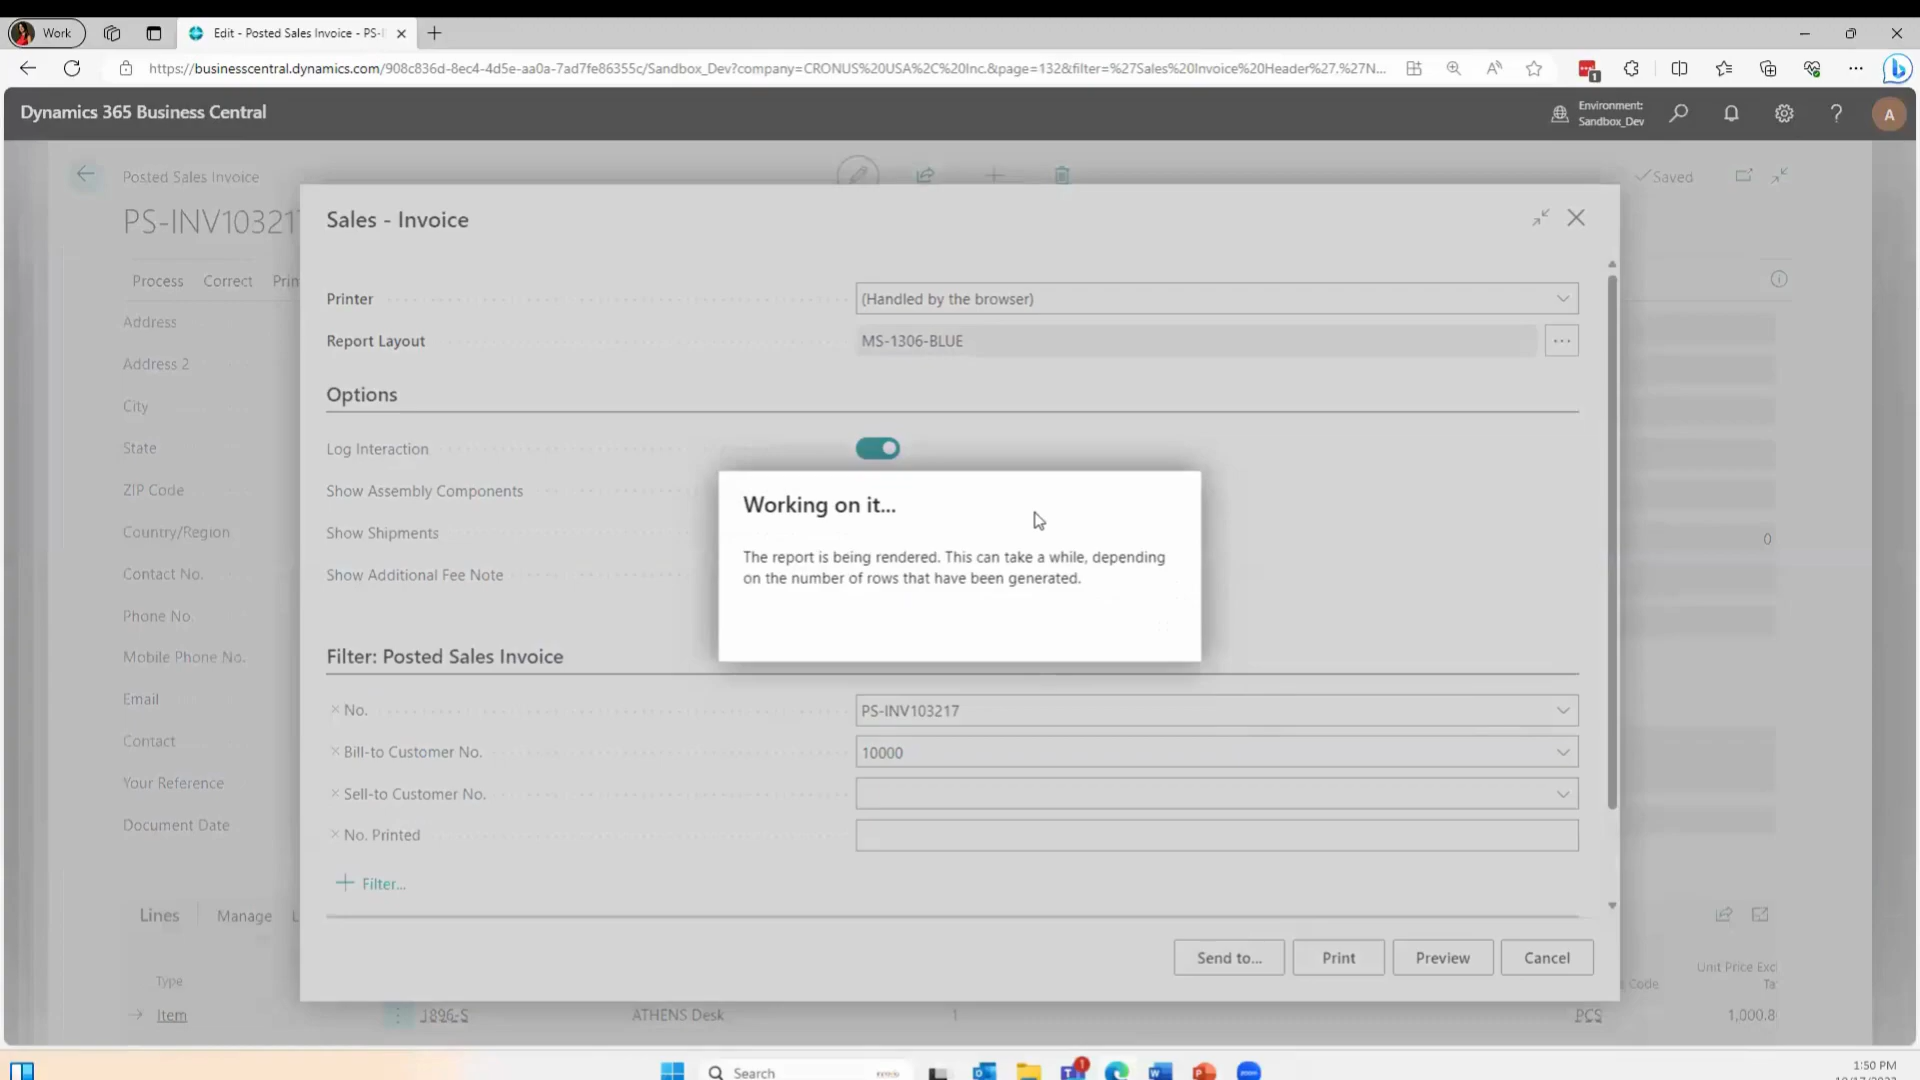 Work
Edit - Posted Sales Invoice - PS-
https://businesscentral.dynamics.com/908c836d-8ec4-4d5e-aa0a-7ad7fe86355c/Sandbox_Dev?company=CRONUS%20USA%2C%20Inc.&page=132&filter=%27Sales%20Invoice%20Header%27.%27N...
1
Dynamics 365 Business Central
Environment:
Sandbox_Dev
A
Posted Sales Invoice
Saved
PS-INV103217
Sales - Invoice
Process Correct Prin
Printer (Handled by the browser)
Address
Report Layout MS-1306-BLUE
Address 2
Options
City
Log Interaction
State
Show Assembly Components
ZIP Code
Working on it...
Show Shipments
Country/Region
0
The report is being rendered. This can take a while, depending
on the number of rows that have been generated.
Show Additional Fee Note
Contact No.
Phone No.
Filter: Posted Sales Invoice
Mobile Phone No.
Email
No. PS-INV103217
Contact
Bill-to Customer No. 10000
Your Reference
Sell-to Customer No.
Document Date
No. Printed
Filter...
Lines Manage L
Send to... Print Preview Cancel
Type
Unit Price Excl
Code Ta
Item 1896-S ATHENS Desk 1 PCS 1,000.8
Search
1
1:50 PM